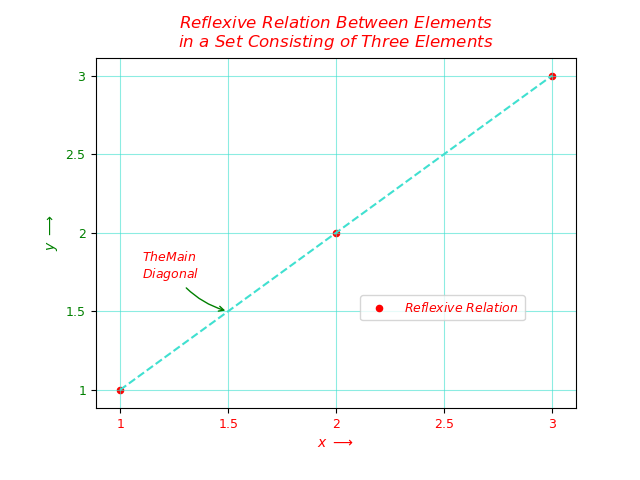 Reflexive Relation Between Elements
in a Set Consisting of Three Elements
3
2.5
2
1.5
1
y ⟶
TheMain
Diagonal
Reflexive Relation
1 1.5 2 2.5 3
x ⟶